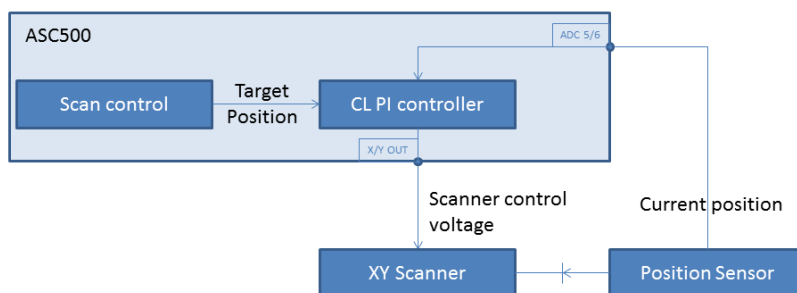 ASC500
ADC 5/6
Scan control
Target
Position
CL PI controller
X/Y OUT
Scanner control
voltage
Current position
XY Scanner
Position Sensor